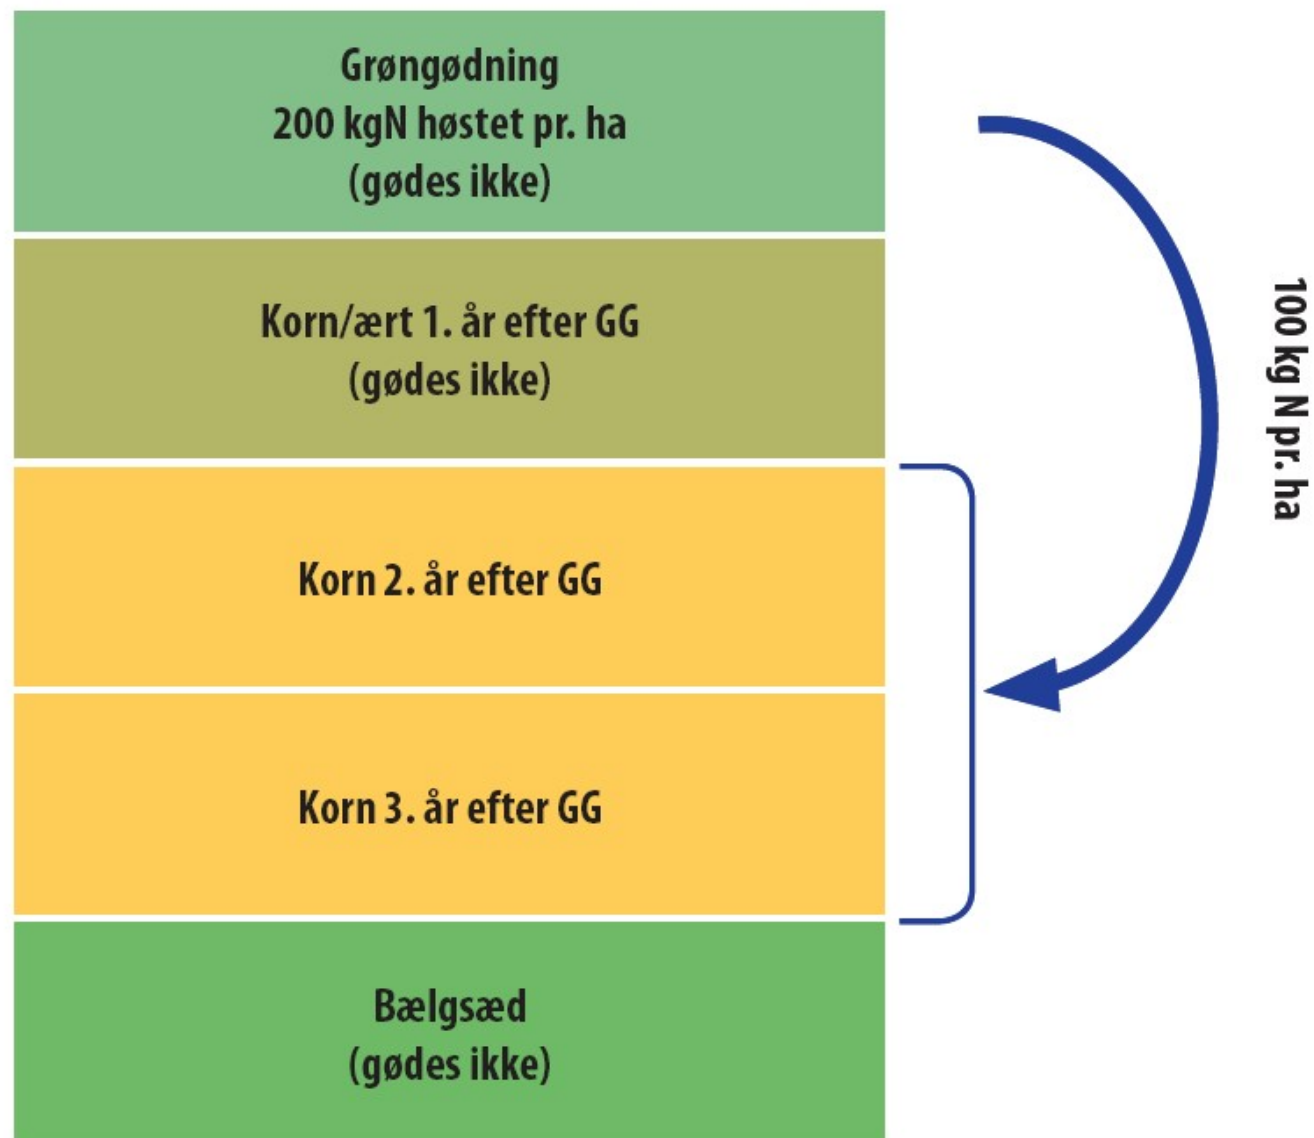 Grøngødning
200 kgN høstet pr. ha
(gødes ikke)
Korn/ært 1. år efter GG
(gødes ikke)
Korn 2. år efter GG
Korn 3. år efter GG
Bælgsæd
(gødes ikke)
100 kg N pr. ha